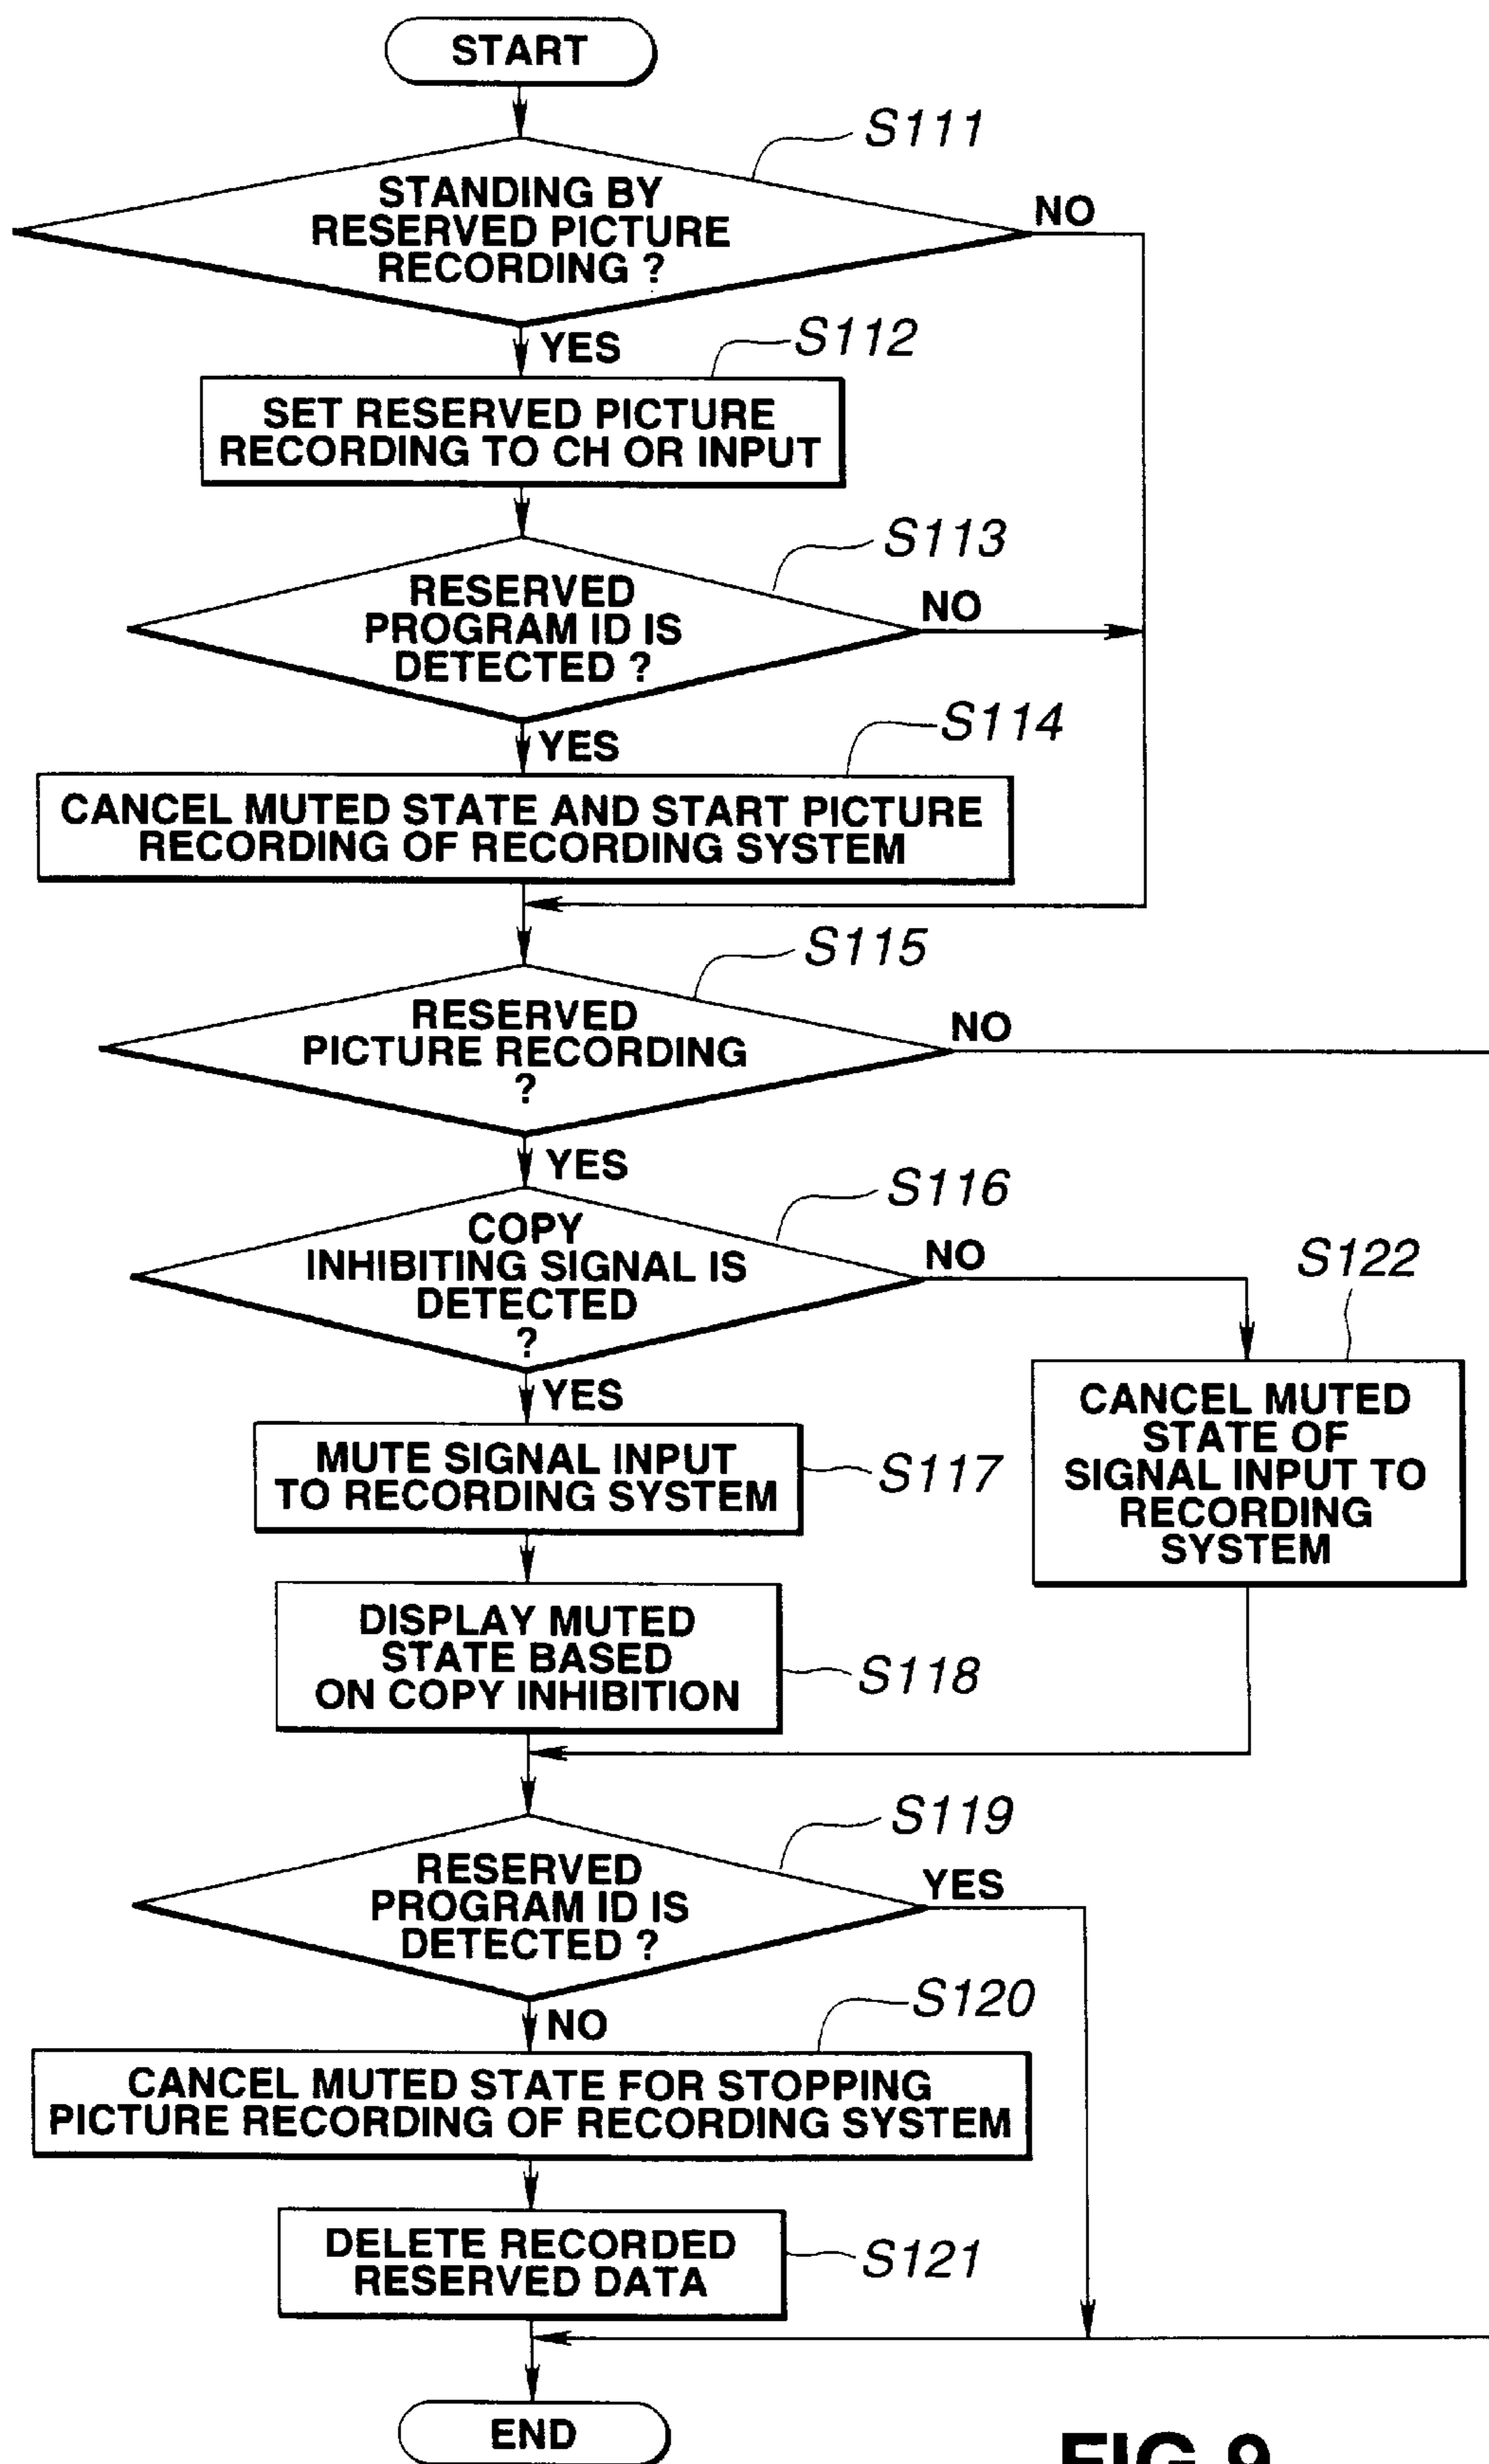 START
S111
STANDING BY
RESERVED PICTURE
RECORDING ?
NO
YES
S112
SET RESERVED PICTURE
RECORDING TO CH OR INPUT
S113
RESERVED
PROGRAM ID IS
DETECTED ?
NO
YES
S114
CANCEL MUTED STATE AND START PICTURE
RECORDING OF RECORDING SYSTEM
S115
RESERVED
PICTURE RECORDING
?
NO
YES
S116
COPY
INHIBITING SIGNAL IS
DETECTED
?
NO
S122
CANCEL MUTED
STATE OF
SIGNAL INPUT TO
RECORDING
SYSTEM
YES
MUTE SIGNAL INPUT
TO RECORDING SYSTEM
S117
DISPLAY MUTED
STATE BASED
ON COPY INHIBITION
S118
S119
RESERVED
PROGRAM ID IS
DETECTED ?
YES
NO
S120
CANCEL MUTED STATE FOR STOPPING
PICTURE RECORDING OF RECORDING SYSTEM
DELETE RECORDED
RESERVED DATA
S121
END
FIG.9